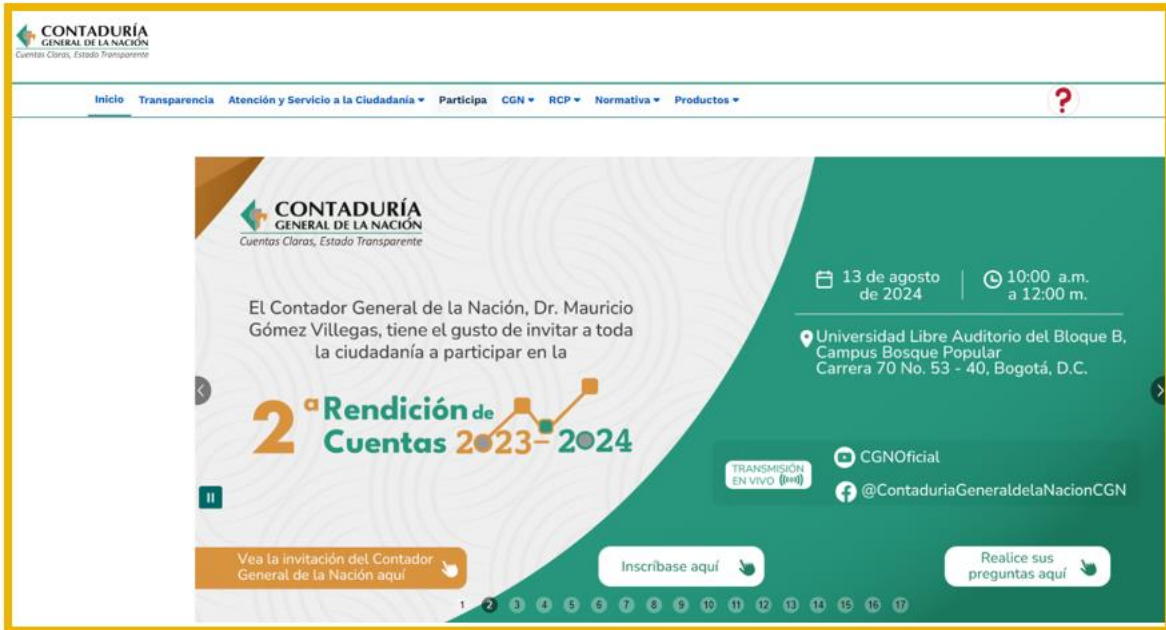 CONTADURÍA
GENERAL DE LA NACIÓN
Cuentas Claras, Estado Transparente
Inicio Transparencia Atención y Servicio a la Ciudadanía Participa CGN RCP Normativa Productos ?
CONTADURÍA
GENERAL DE LA NACIÓN
Cuentas Claras, Estado Transparente
El Contador General de la Nación, Dr. Mauricio
Gómez Villegas, tiene el gusto de invitar a toda
la ciudadanía a participar en la
2ª Rendición de
Cuentas 2023-2024
13 de agosto
de 2024
10:00 a.m.
a 12:00 m.
Universidad Libre Auditorio del Bloque B,
Campus Bosque Popular
Carrera 70 No. 53 - 40, Bogotá, D.C.
TRANSMISIÓN
EN VIVO
CGNOficial
@ContaduriaGeneraldelaNacionCGN
Vea la invitación del Contador
General de la Nación aquí
Inscríbase aquí
Realice sus
preguntas aquí
1 2 3 4 5 6 7 8 9 10 11 12 13 14 15 16 17